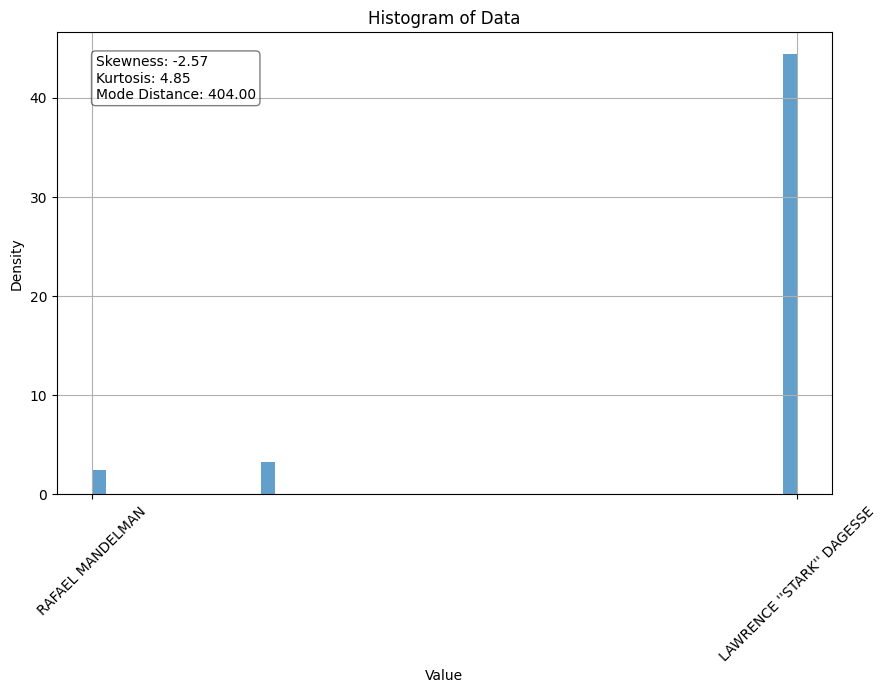 Histogram of Data
Skewness: -2.57
Kurtosis: 4.85
Mode Distance: 404.00
Density
40
30
20
10
0
RAFAEL MANDELMAN
LAWRENCE ''STARK'' DAGESSE
Value